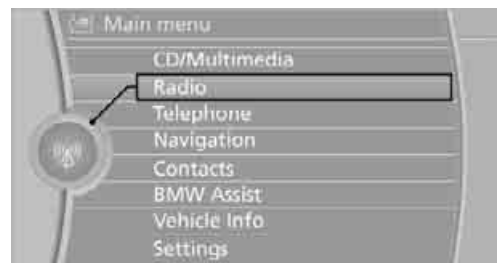 Main menu
CD/Multimedia
Radio
Telephone
Navigation
Contacts
BMW Assist
Vehicle Info
Settings